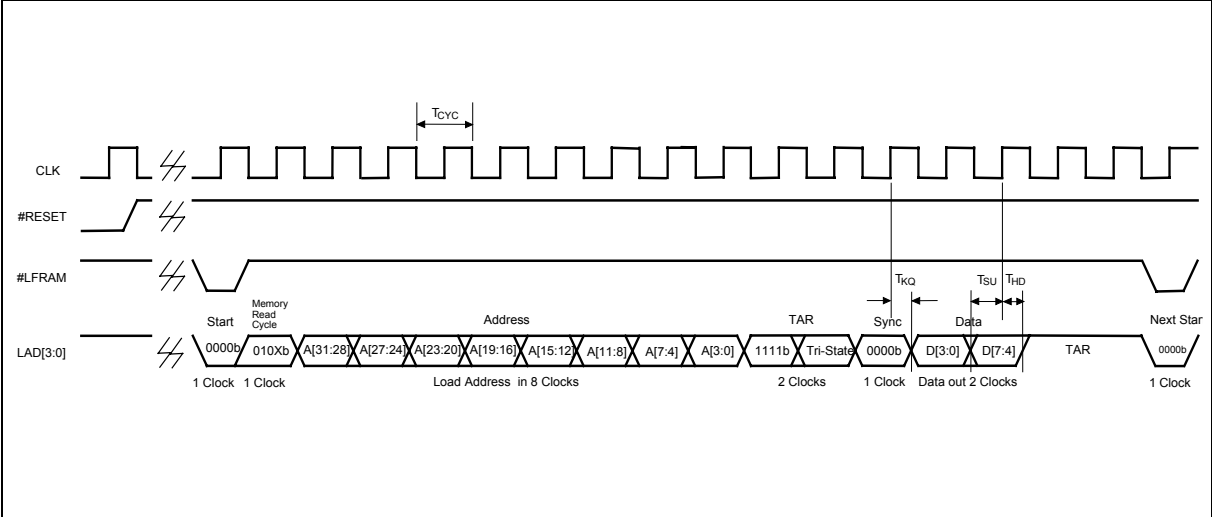 TCYC
CLK
#RESET
#LFRAM
TKQ TSU THD
Start Memory Read Cycle Address TAR Sync Data Next Star
LAD[3:0] 0000b 010Xb A[31:28] A[27:24] A[23:20] A[19:16] A[15:12] A[11:8] A[7:4] A[3:0] 1111b Tri-State 0000b D[3:0] D[7:4] TAR 0000b
1 Clock 1 Clock Load Address in 8 Clocks 2 Clocks 1 Clock Data out 2 Clocks 1 Clock